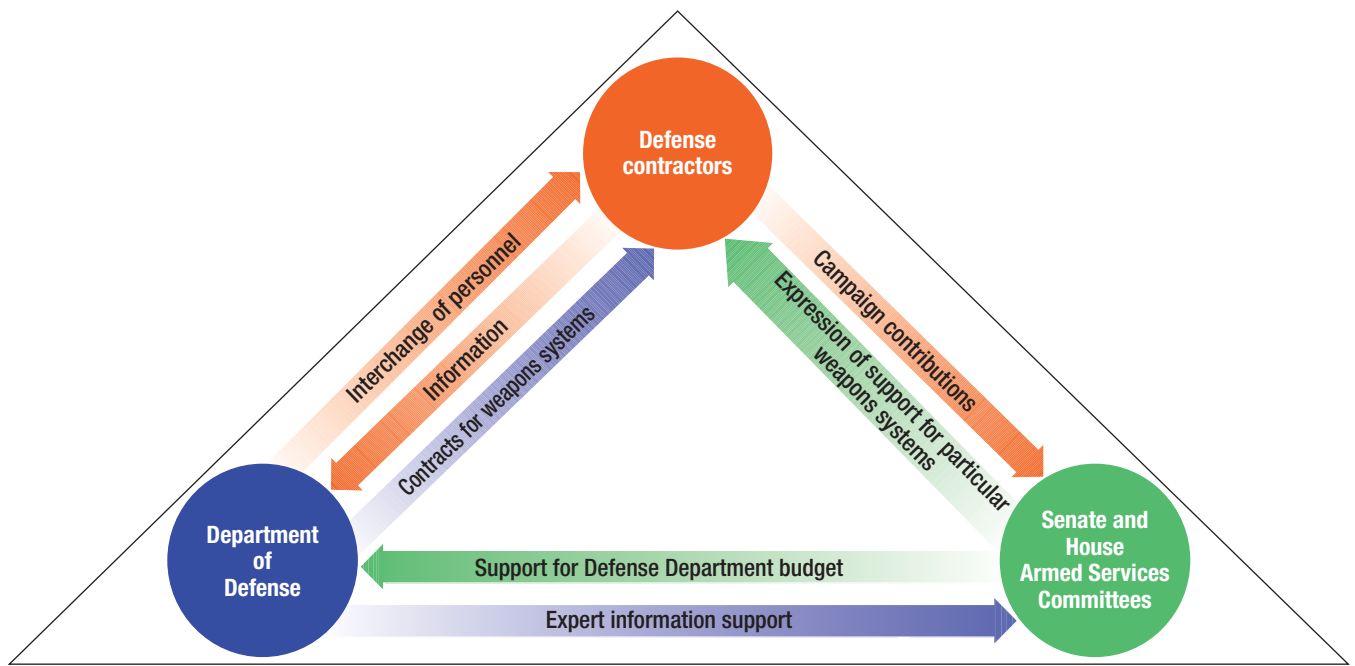 Defense
contractors
Interchange of personnel
Information
Contracts for weapons systems
Campaign contributions
Expression of support for particular
weapons systems
Department
of
Defense
Senate and
House
Armed Services
Committees
Support for Defense Department budget
Expert information support